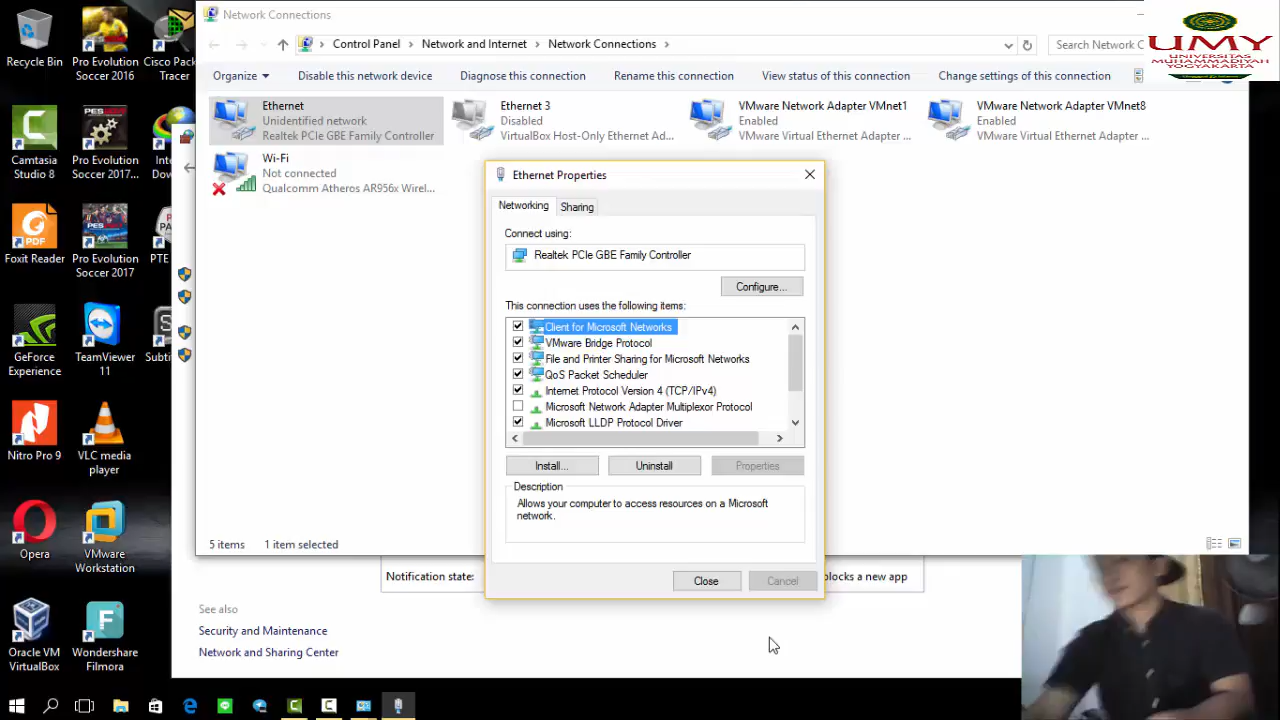 Network Connections
Control Panel
Network and Internet
Network Connections
Search Network C
UMY
UNIVERSITAS
MUHAMMADIYAH
YOGYAKARTA
Organize
Disable this network device
Diagnose this connection
Rename this connection
View status of this connection
Change settings of this connection
Ethernet
Unidentified network
Realtek PCIe GBE Family Controller
Ethernet 3
Disabled
VirtualBox Host-Only Ethernet Ad...
VMware Network Adapter VMnet1
Enabled
VMware Virtual Ethernet Adapter ...
VMware Network Adapter VMnet8
Enabled
VMware Virtual Ethernet Adapter ...
Wi-Fi
Not connected
Qualcomm Atheros AR956x Wirel...
Ethernet Properties
Networking
Sharing
Connect using:
Realtek PCIe GBE Family Controller
Configure...
This connection uses the following items:
Client for Microsoft Networks
VMware Bridge Protocol
File and Printer Sharing for Microsoft Networks
QoS Packet Scheduler
Internet Protocol Version 4 (TCP/IPv4)
Microsoft Network Adapter Multiplexor Protocol
Microsoft LLDP Protocol Driver
Install...
Uninstall
Properties
Description
Allows your computer to access resources on a Microsoft
network.
Close
Cancel
5 items
1 item selected
Notification state:
blocks a new app
See also
Security and Maintenance
Network and Sharing Center
Recycle Bin
Pro Evolution
Soccer 2016
Cisco Packet
Tracer
Camtasia
Studio 8
Pro Evolution
Soccer 2017...
Inte
Dow
PDF
Foxit Reader
Pro Evolution
Soccer 2017
PTE
GeForce
Experience
TeamViewer
11
Subti
Nitro Pro 9
VLC media
player
Opera
VMware
Workstation
Oracle VM
VirtualBox
Wondershare
Filmora